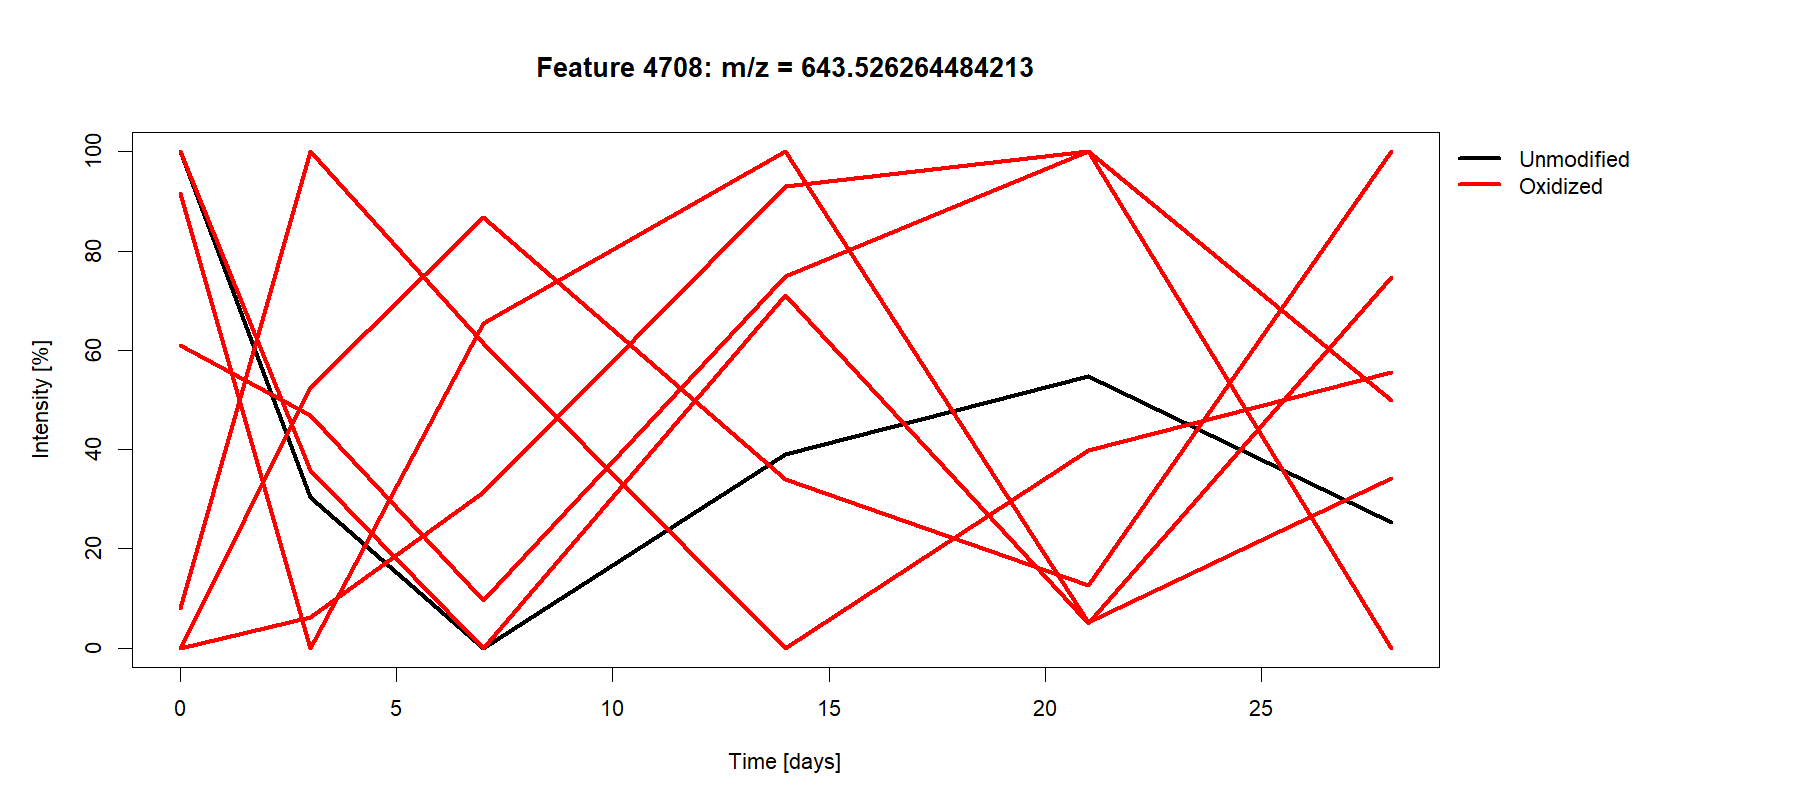 Feature 4708: m/z = 643.526264484213
Unmodified
Oxidized
Intensity [%]
100
80
60
40
20
0
0 5 10 15 20 25
Time [days]